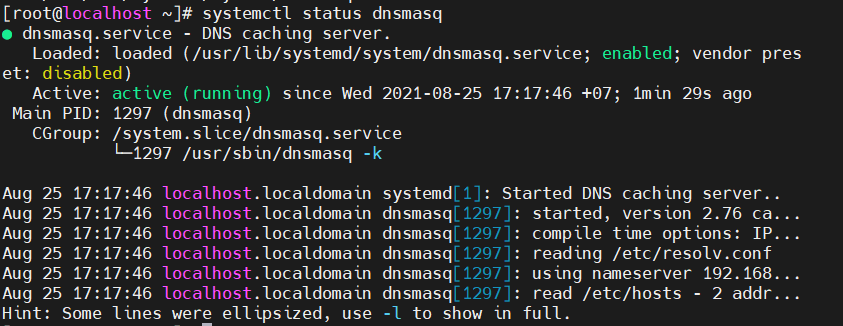 [root@localhost ~]# systemctl status dnsmasq
● dnsmasq.service - DNS caching server.
   Loaded: loaded (/usr/lib/systemd/system/dnsmasq.service; enabled; vendor pres
et: disabled)
   Active: active (running) since Wed 2021-08-25 17:17:46 +07; 1min 29s ago
 Main PID: 1297 (dnsmasq)
   CGroup: /system.slice/dnsmasq.service
           └─1297 /usr/sbin/dnsmasq -k

Aug 25 17:17:46 localhost.localdomain systemd[1]: Started DNS caching server..
Aug 25 17:17:46 localhost.localdomain dnsmasq[1297]: started, version 2.76 ca...
Aug 25 17:17:46 localhost.localdomain dnsmasq[1297]: compile time options: IP...
Aug 25 17:17:46 localhost.localdomain dnsmasq[1297]: reading /etc/resolv.conf
Aug 25 17:17:46 localhost.localdomain dnsmasq[1297]: using nameserver 192.168...
Aug 25 17:17:46 localhost.localdomain dnsmasq[1297]: read /etc/hosts - 2 addr...
Hint: Some lines were ellipsized, use -l to show in full.